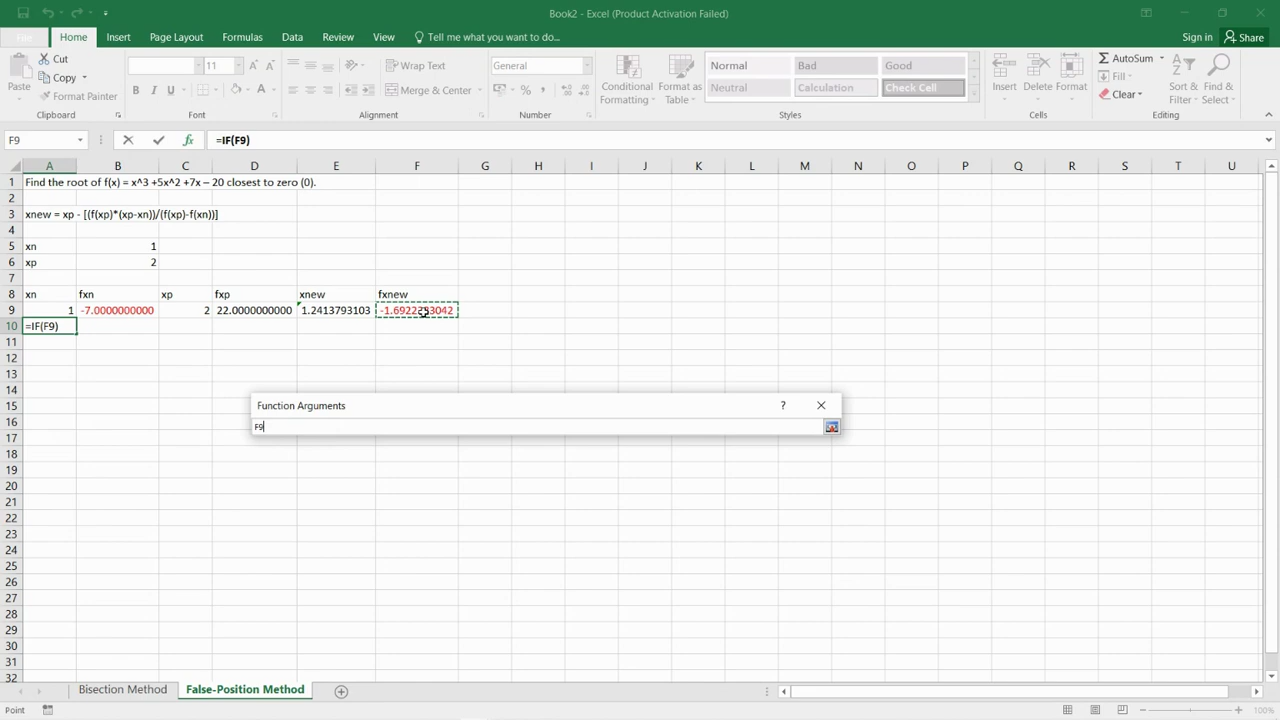 Book2 - Excel (Product Activation Failed)
File Home Insert Page Layout Formulas Data Review View Tell me what you want to do... Sign in Share
Paste Cut Copy Format Painter Clipboard
11 B I U Font
Wrap Text Merge & Center Alignment
General % , Number
Conditional Formatting Format as Table
Normal Bad Good
Neutral Calculation Check Cell
Styles
Insert Delete Format Cells
AutoSum Fill Clear Sort & Filter Find & Select Editing
F9 fx =IF(F9)
A B C D E F G H I J K L M N O P Q R S T U
1 Find the root of f(x) = x^3 +5x^2 +7x – 20 closest to zero (0).
2
3 xnew = xp - [(f(xp)*(xp-xn))/(f(xp)-f(xn))]
4
5 xn 1
6 xp 2
7
8 xn fxn xp fxp xnew fxnew
9 1 -7.0000000000 2 22.0000000000 1.2413793103
10 =IF(F9)
11
12
13
14
15
16
17
18
19
20
21
22
23
24
25
26
27
28
29
30
31
32
Function Arguments ?
F9
Bisection Method False-Position Method
Point 100%